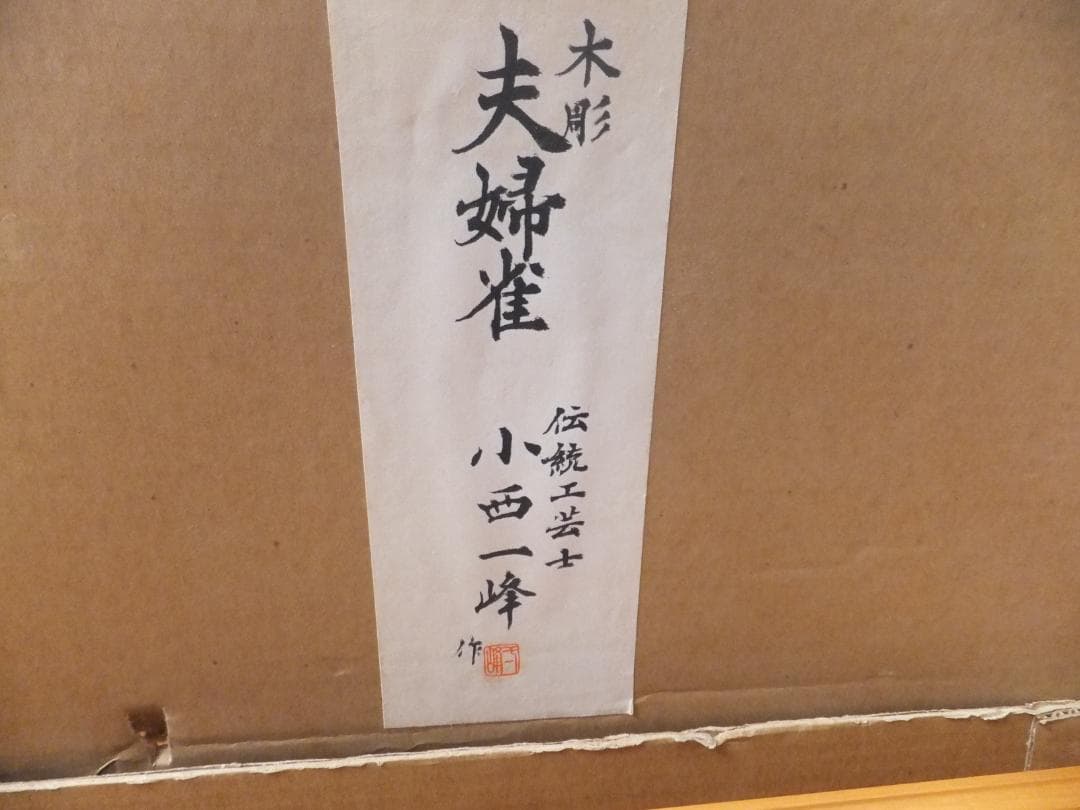 木彫
夫婦雀
伝統工芸士
小西一峰
作